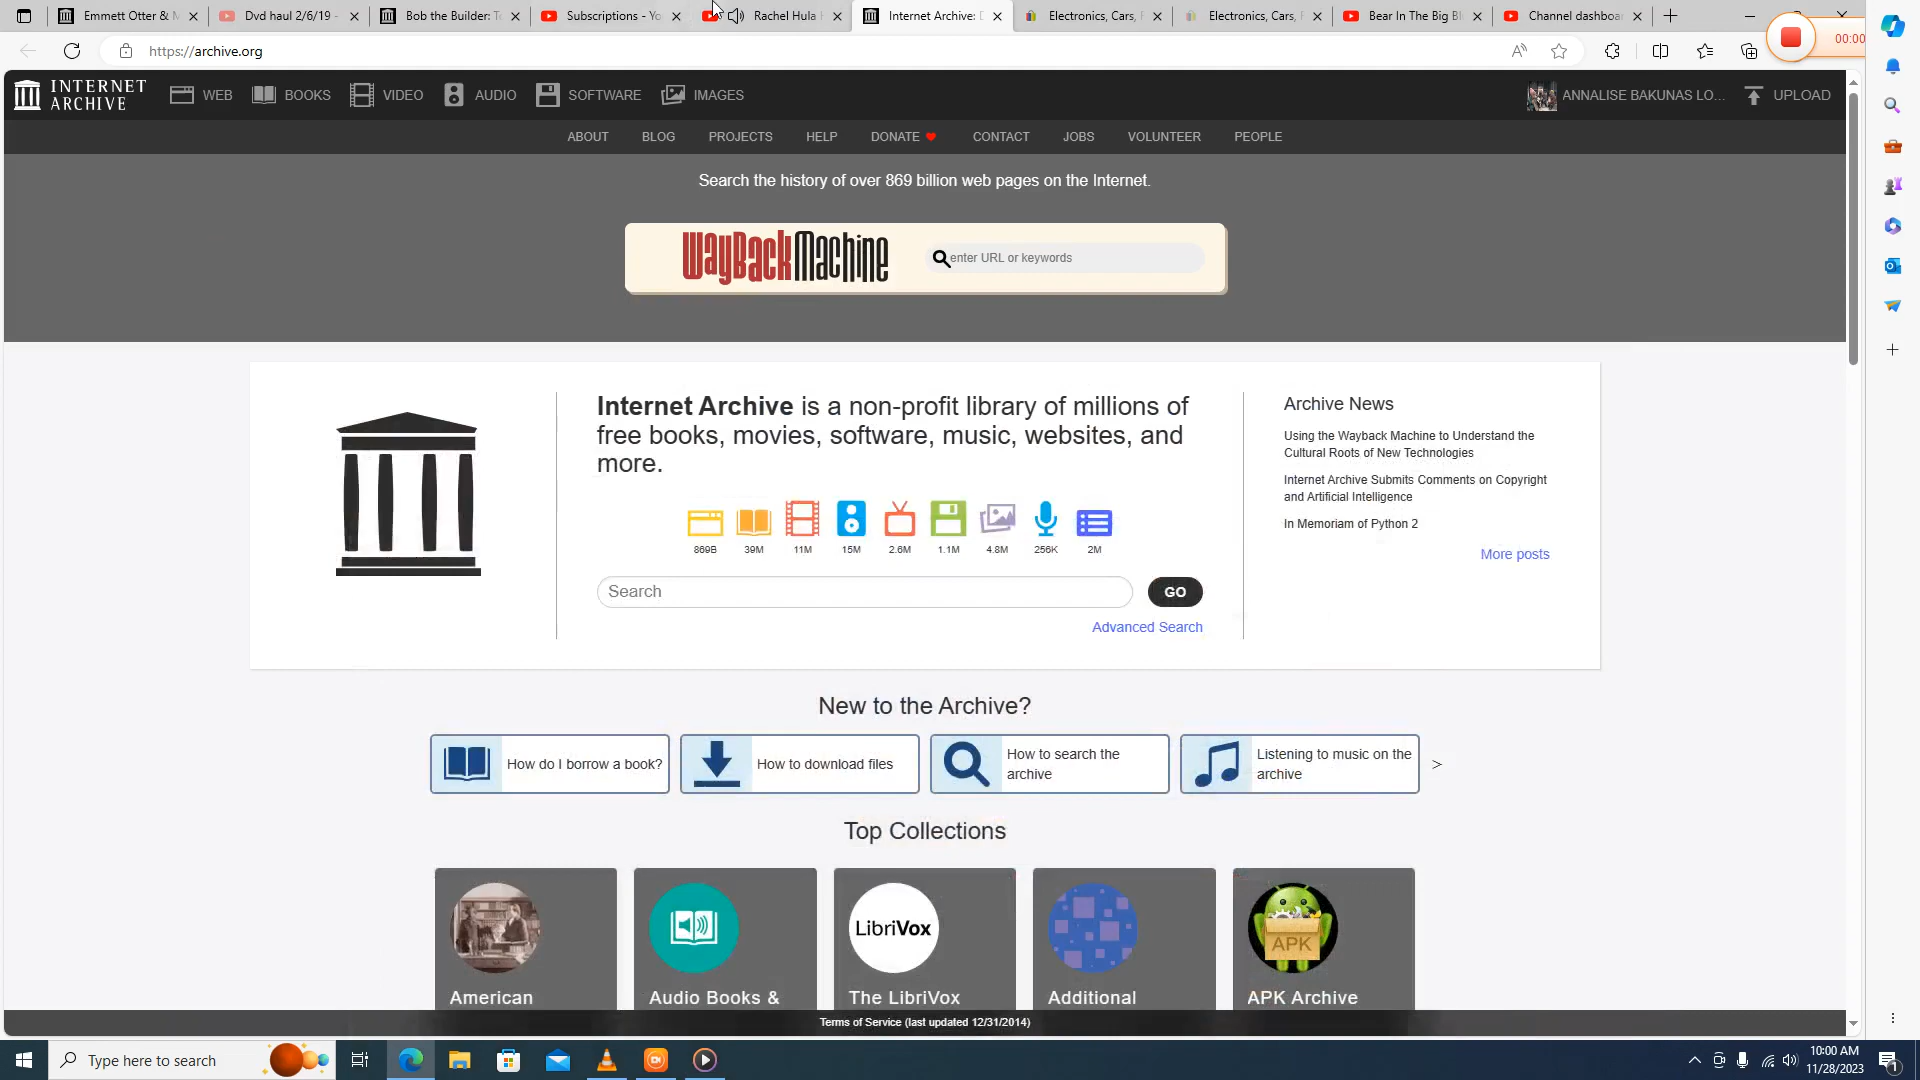 Emmett Otter & M
Dvd haul 2/6/19 -
Bob the Builder: Te
Subscriptions - Yo
Rachel Hula H
Internet Archive: D
Electronics, Cars, F
Electronics, Cars, F
Bear In The Big Bl
Channel dashboa
https://archive.org
00:00
INTERNET
ARCHIVE
WEB
BOOKS
VIDEO
AUDIO
SOFTWARE
IMAGES
ANNALISE BAKUNAS LO...
UPLOAD
ABOUT
BLOG
PROJECTS
HELP
DONATE
CONTACT
JOBS
VOLUNTEER
PEOPLE
Search the history of over 869 billion web pages on the Internet.
WayBackMachine
enter URL or keywords
Internet Archive is a non-profit library of millions of
free books, movies, software, music, websites, and
more.
869B
39M
11M
15M
2.6M
1.1M
4.8M
256K
2M
Search
GO
Advanced Search
Archive News
Using the Wayback Machine to Understand the
Cultural Roots of New Technologies
Internet Archive Submits Comments on Copyright
and Artificial Intelligence
In Memoriam of Python 2
More posts
New to the Archive?
How do I borrow a book?
How to download files
How to search the
archive
Listening to music on the
archive
>
Top Collections
LibriVox
APK
American
Audio Books &
The LibriVox
Additional
APK Archive
Terms of Service (last updated 12/31/2014)
Type here to search
10:00 AM
11/28/2023
1